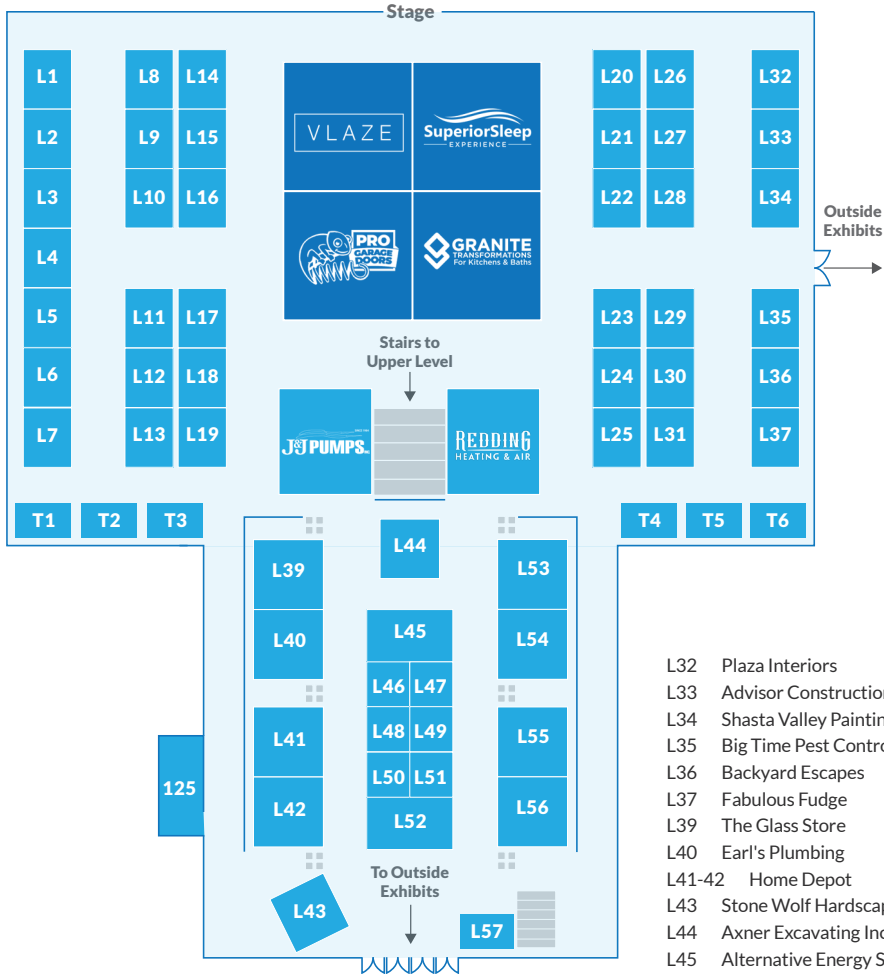 Stage
L1 L8 L14 L20 L26 L32
VLAZE SuperiorSleep
EXPERIENCE
L2 L9 L15 L21 L27 L33
L3 L10 L16 L22 L28 L34
Outside
Exhibits
L4
PRO
GARAGE
DOORS
GRANITE
TRANSFORMATIONS
For Kitchens & Baths
L5 L11 L17 L23 L29 L35
Stairs to
Upper Level
L6 L12 L18 L24 L30 L36
L7 L13 L19 L25 L31 L37
J&J PUMPS
REDDING
HEATING & AIR
T1 T2 T3 T4 T5 T6
L44
L39 L53
L45
L40 L54
L46 L47
L41 L48 L49 L55
125
L50 L51
L42 L52 L56
To Outside
Exhibits
L43
L57
L32 Plaza Interiors
L33 Advisor Construction
L34 Shasta Valley Paintin
L35 Big Time Pest Contro
L36 Backyard Escapes
L37 Fabulous Fudge
L39 The Glass Store
L40 Earl's Plumbing
L41-42 Home Depot
L43 Stone Wolf Hardscap
L44 Axner Excavating Inc
L45 Alternative Energy S